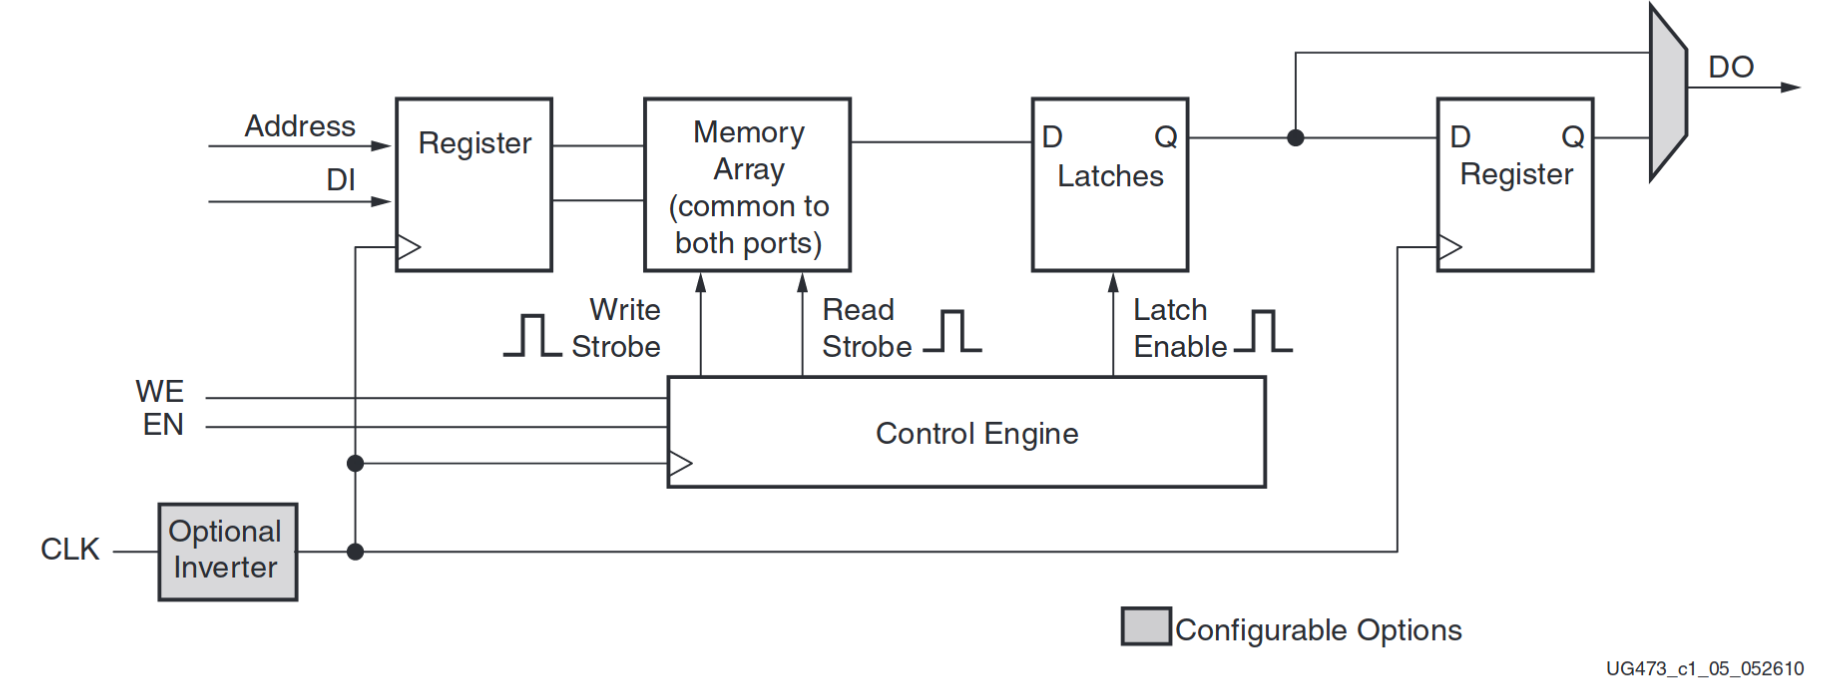 DO
Address
DI
Register
Memory
Array
(common to
both ports)
D Q
Latches
D Q
Register
Write
Strobe
Read
Strobe
Latch
Enable
WE
EN
Control Engine
CLK
Optional
Inverter
Configurable Options
UG473_c1_05_052610